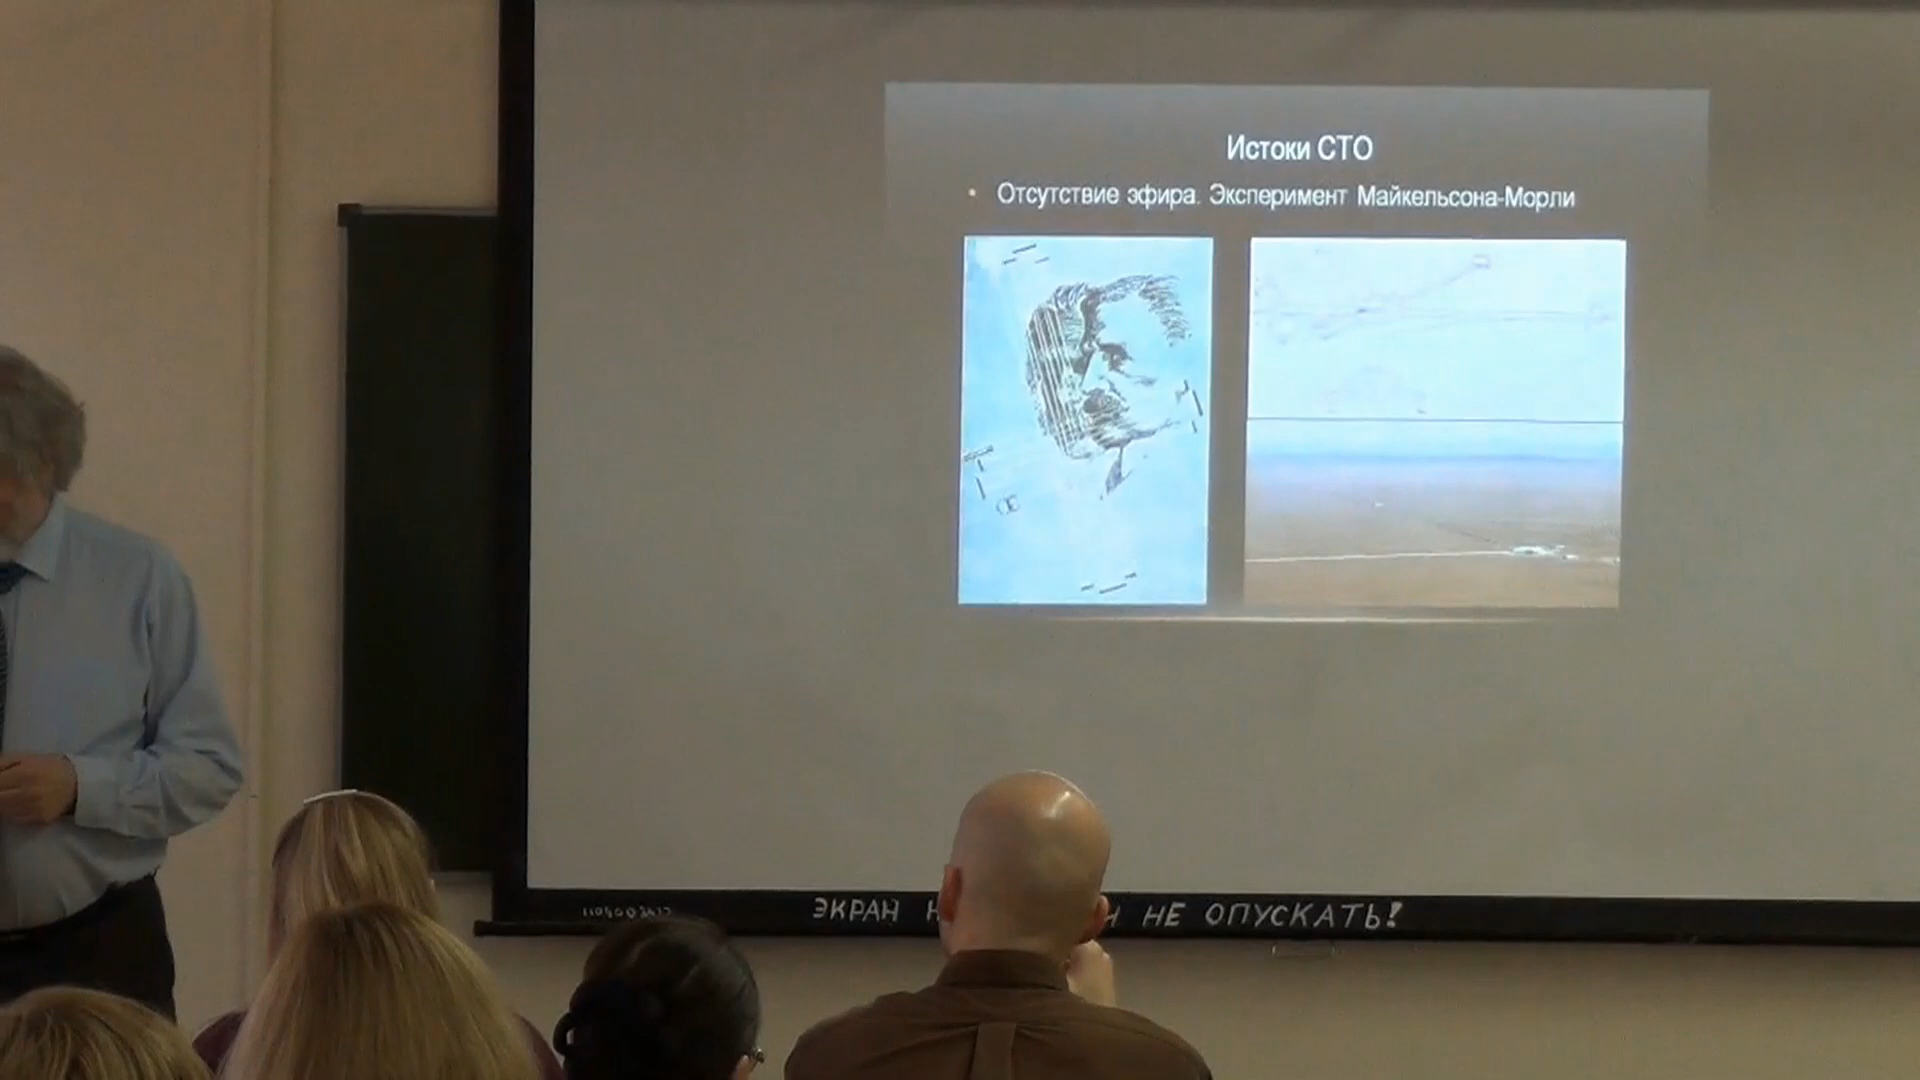 Истоки СТО
• Отсутствие эфира. Эксперимент Майкельсона-Морли
ЭКРАН НЕ ОПУСКАТЬ!